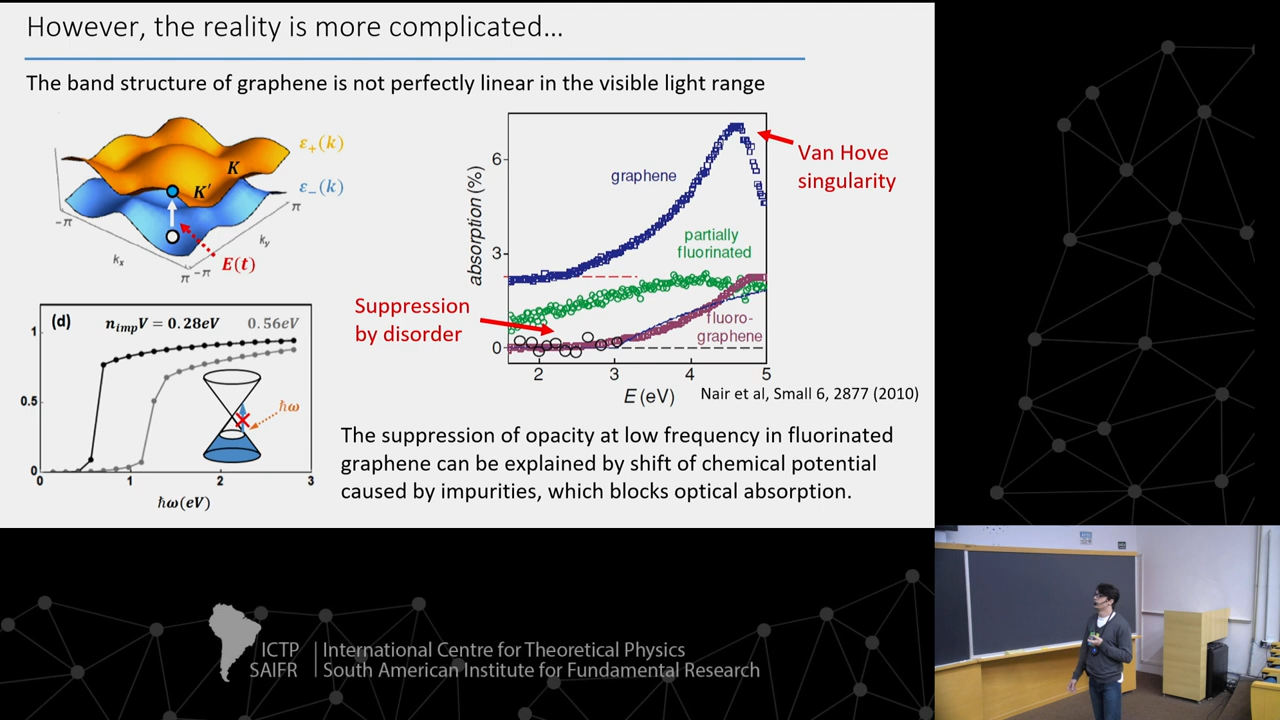 However, the reality is more complicated...
The band structure of graphene is not perfectly linear in the visible light range
ε₊(k)
ε₋(k)
K
K′
π
-π
k_y
k_x
π -π
E(t)
absorption (%)
6
3
0
graphene
partially
fluorinated
fluoro-
graphene
2 3 4 5
E (eV)
Van Hove
singularity
Suppression
by disorder
Nair et al, Small 6, 2877 (2010)
(d)
n_impV = 0.28eV 0.56eV
1
0.5
0
ħω
0 1 2 3
ħω(eV)
The suppression of opacity at low frequency in fluorinated
graphene can be explained by shift of chemical potential
caused by impurities, which blocks optical absorption.
ICTP
SAIFR
International Centre for Theoretical Physics
South American Institute for Fundamental Research